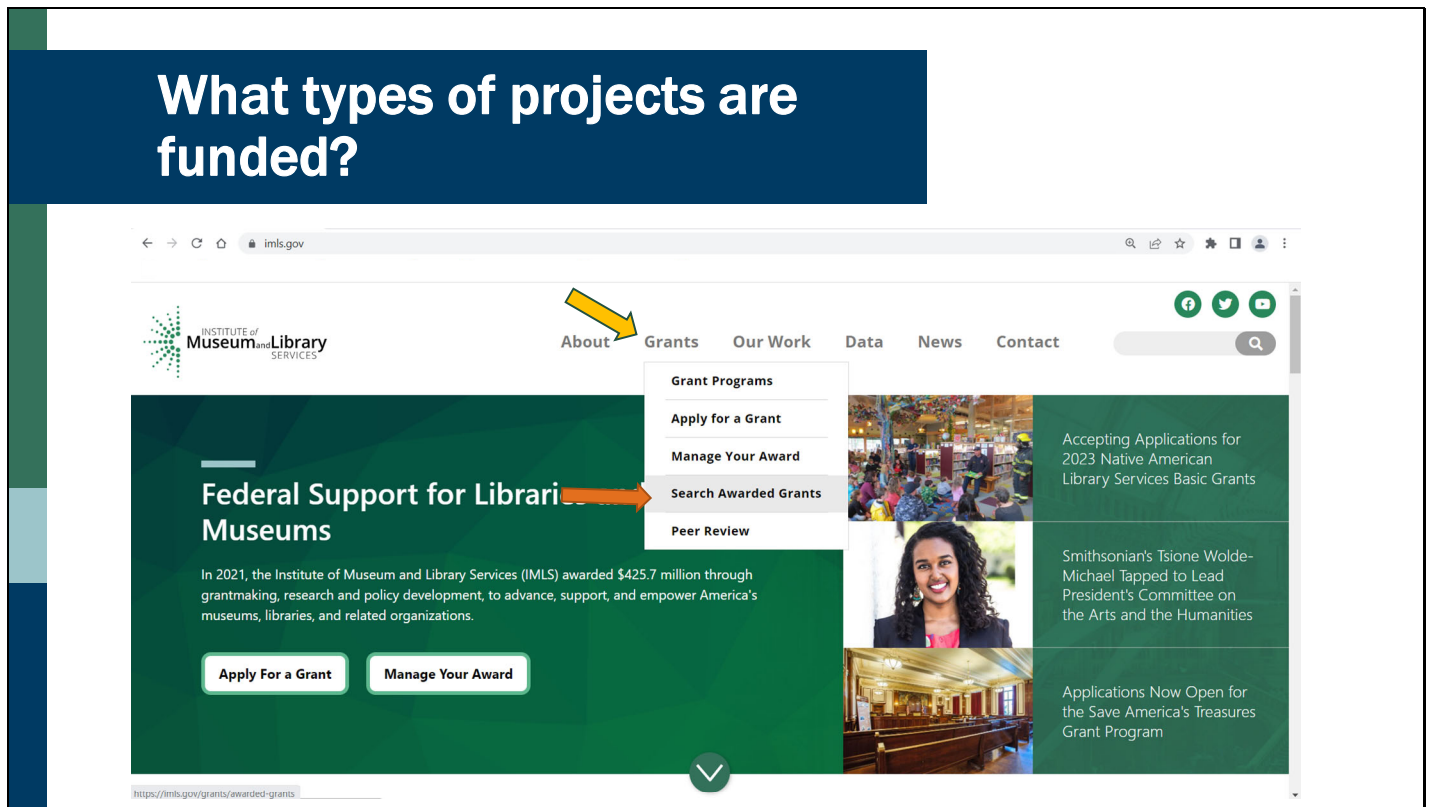 What types of projects are
funded?
imls.gov
INSTITUTE of
Museum and Library
SERVICES
About Grants Our Work Data News Contact
Grant Programs
Apply for a Grant
Manage Your Award
Search Awarded Grants
Peer Review
Federal Support for Libraries
Museums
In 2021, the Institute of Museum and Library Services (IMLS) awarded $425.7 million through
grantmaking, research and policy development, to advance, support, and empower America's
museums, libraries, and related organizations.
Apply For a Grant Manage Your Award
Accepting Applications for
2023 Native American
Library Services Basic Grants
Smithsonian's Tsione Wolde-
Michael Tapped to Lead
President's Committee on
the Arts and the Humanities
Applications Now Open for
the Save America's Treasures
Grant Program
https://imls.gov/grants/awarded-grants